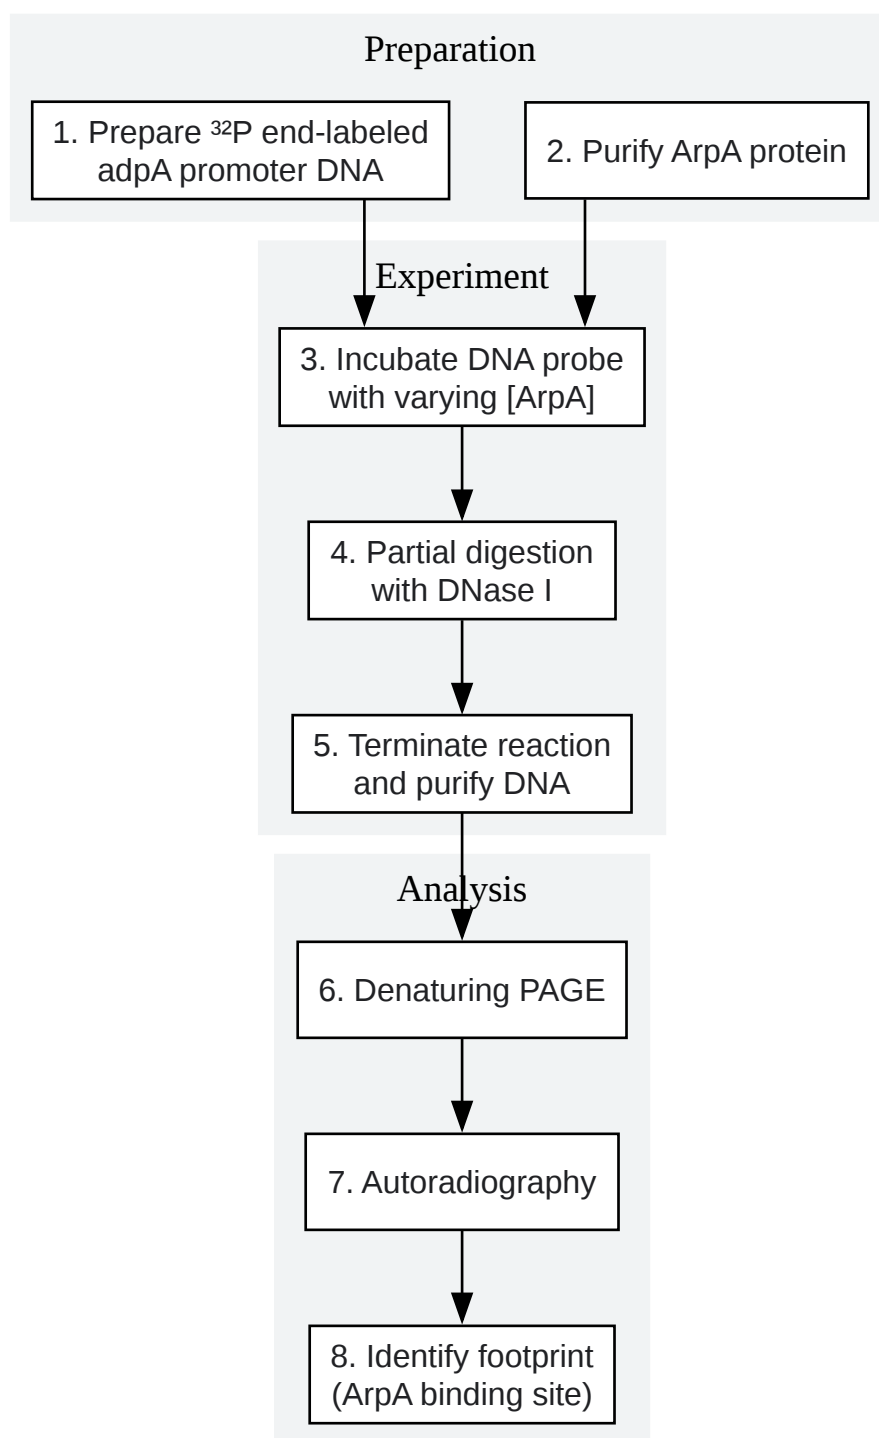 Preparation
1. Prepare ³²P end-labeled
adpA promoter DNA
2. Purify ArpA protein
Experiment
3. Incubate DNA probe
with varying [ArpA]
4. Partial digestion
with DNase I
5. Terminate reaction
and purify DNA
Analysis
6. Denaturing PAGE
7. Autoradiography
8. Identify footprint
(ArpA binding site)